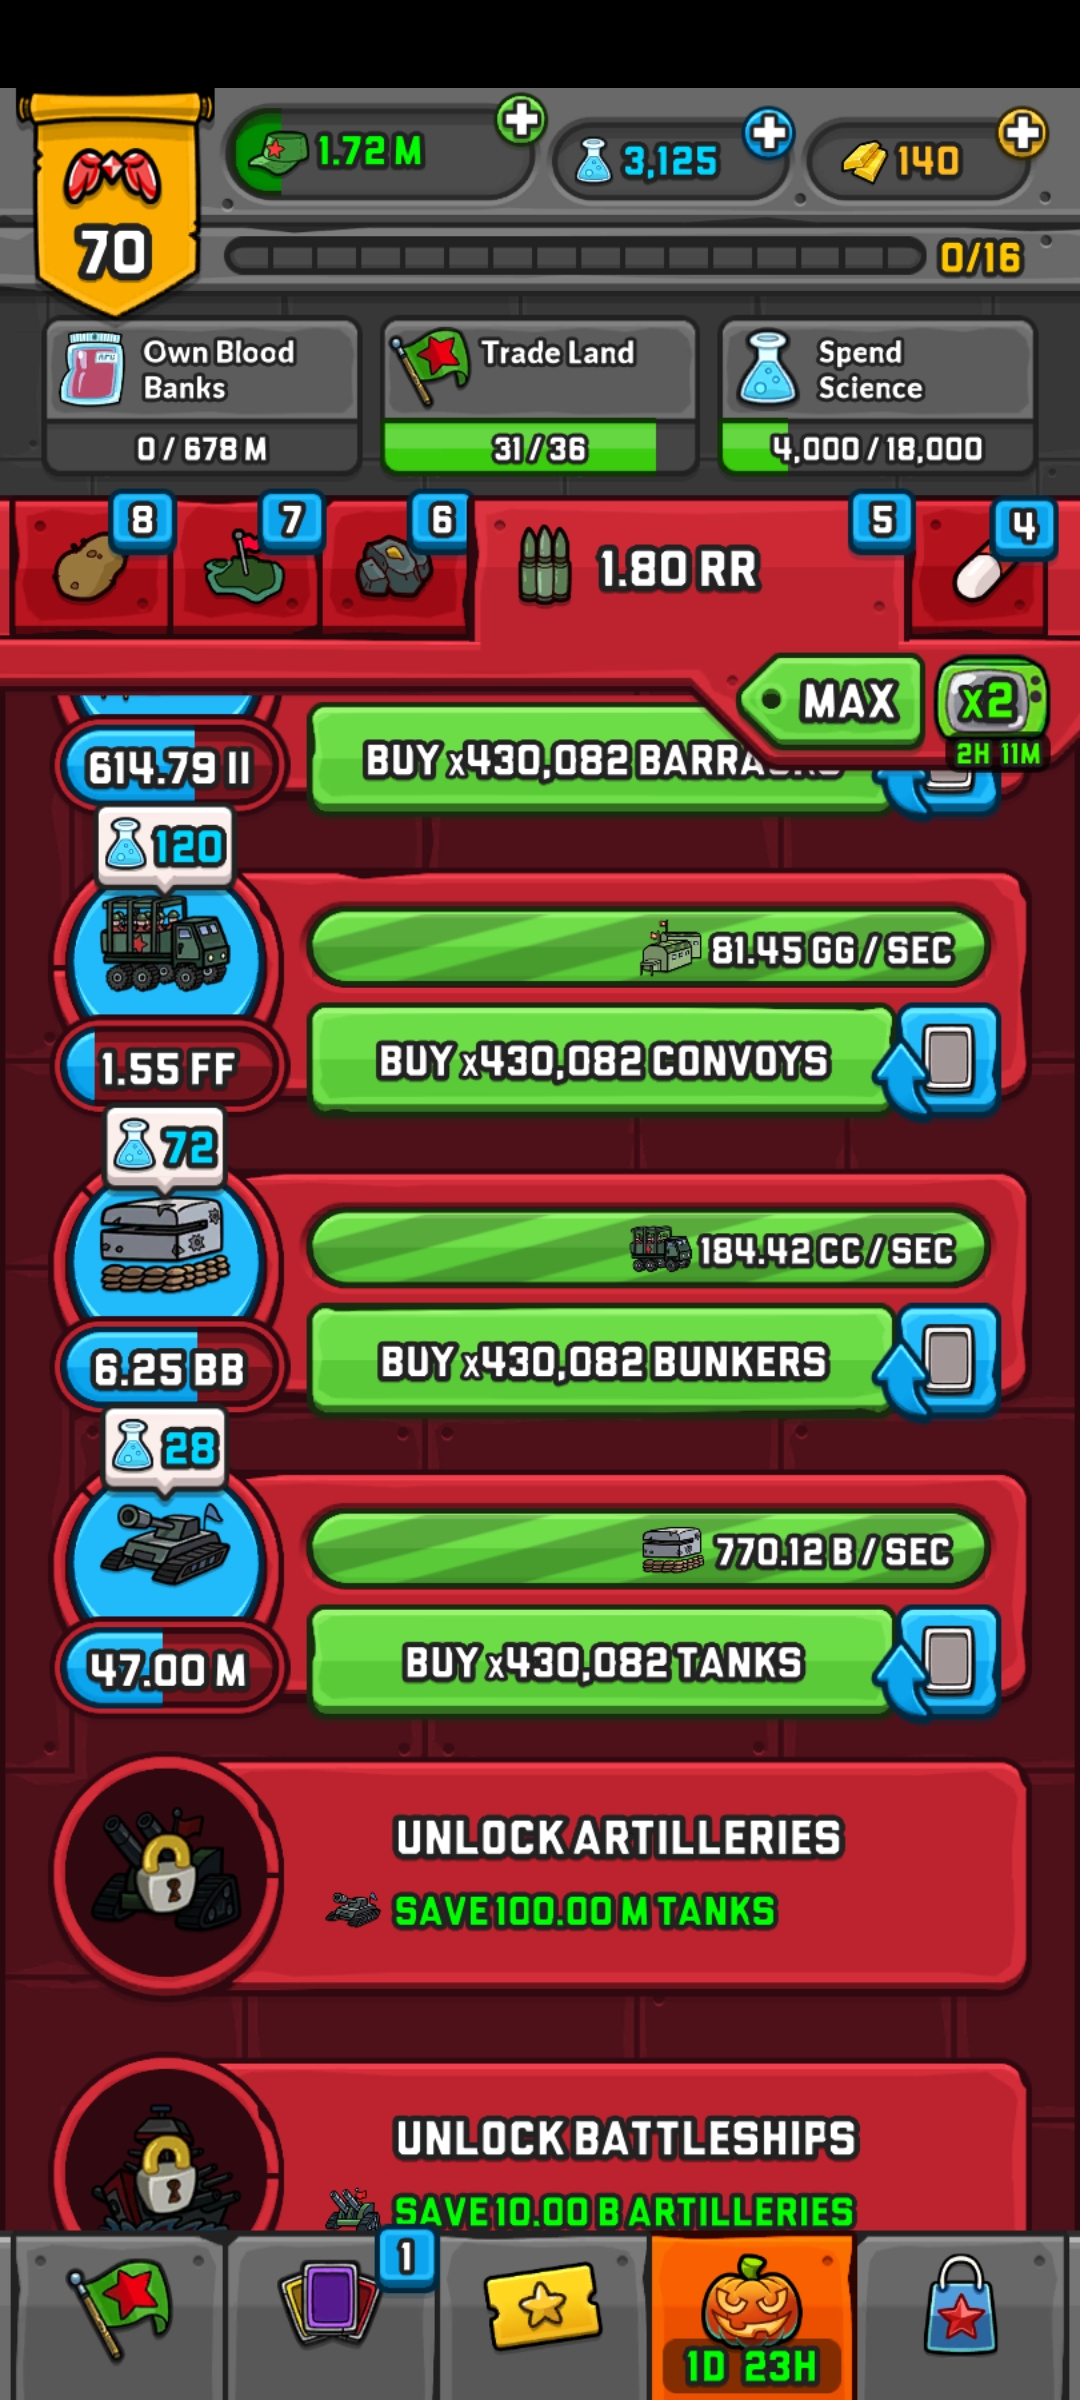 70
1.72 M
3,125
140
0/16
Own Blood
Banks
0 / 678 M
Trade Land
31 / 36
Spend
Science
4,000 / 18,000
8
7
6
1.80 RR
5
4
MAX
x2
2H 11M
614.79 II
BUY x430,082
120
81.45 GG / SEC
1.55 FF
BUY x430,082 CONVOYS
72
184.42 CC / SEC
6.25 BB
BUY x430,082 BUNKERS
28
770.12 B / SEC
47.00 M
BUY x430,082 TANKS
UNLOCK ARTILLERIES
SAVE 100.00 M TANKS
UNLOCK BATTLESHIPS
SAVE 10.00 B ARTILLERIES
1
1D 23H